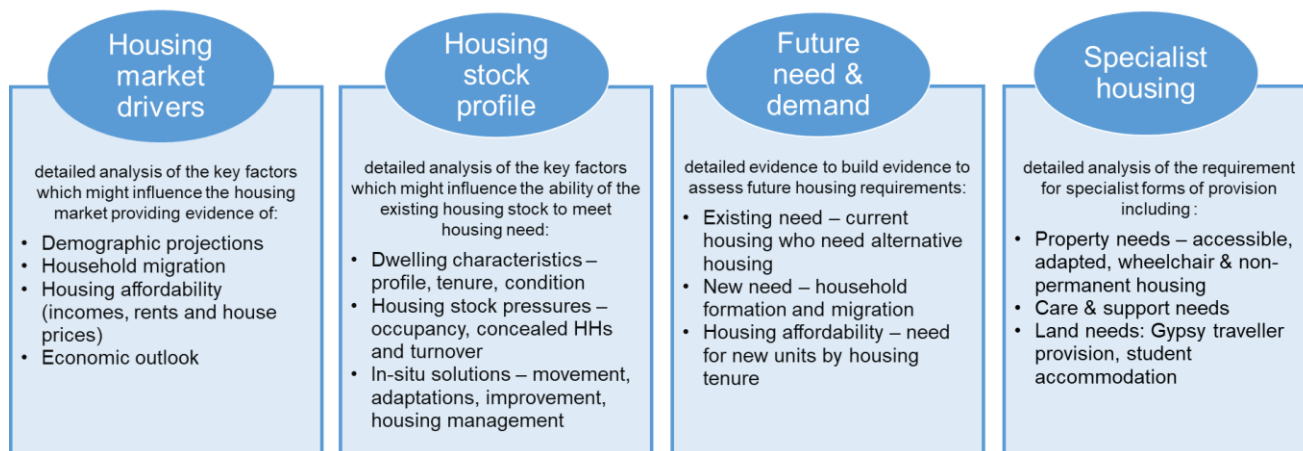 Housing
market
drivers
detailed analysis of the key factors
which might influence the housing
market providing evidence of:
• Demographic projections
• Household migration
• Housing affordability
(incomes, rents and house
prices)
• Economic outlook
Housing
stock
profile
detailed analysis of the key factors
which might influence the ability of the
existing housing stock to meet
housing need:
• Dwelling characteristics –
profile, tenure, condition
• Housing stock pressures –
occupancy, concealed HHs
and turnover
• In-situ solutions – movement,
adaptations, improvement,
housing management
Future
need &
demand
detailed evidence to build evidence to
assess future housing requirements:
• Existing need – current
housing who need alternative
housing
• New need – household
formation and migration
• Housing affordability – need
for new units by housing
tenure
Specialist
housing
detailed analysis of the requirement
for specialist forms of provision
including :
• Property needs – accessible,
adapted, wheelchair & non-
permanent housing
• Care & support needs
• Land needs: Gypsy traveller
provision, student
accommodation